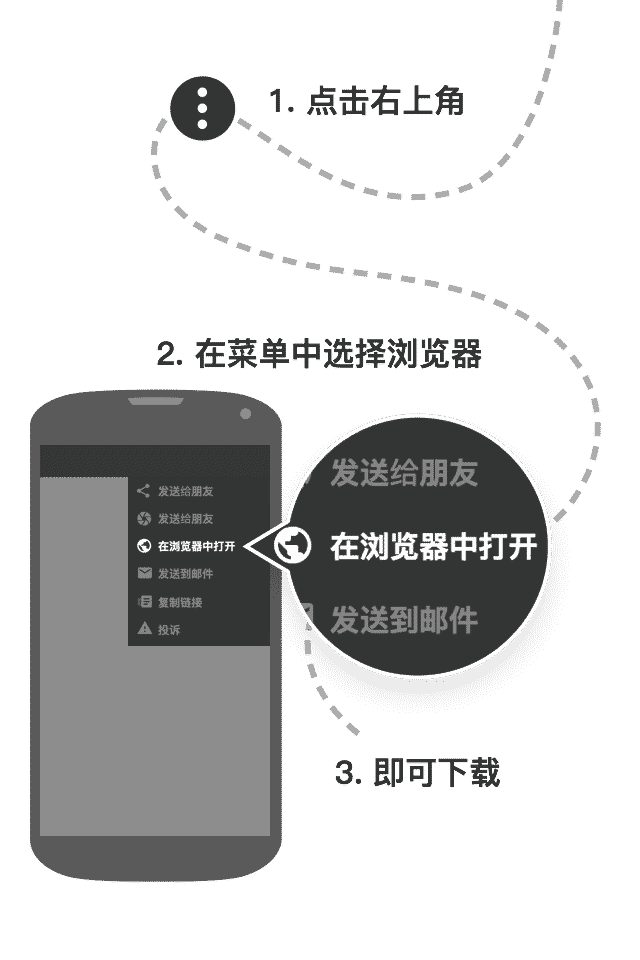 1. 点击右上角
2. 在菜单中选择浏览器
发送给朋友
发送给朋友
在浏览器中打开
发送到邮件
复制链接
投诉
发送给朋友
在浏览器中打开
发送到邮件
3. 即可下载